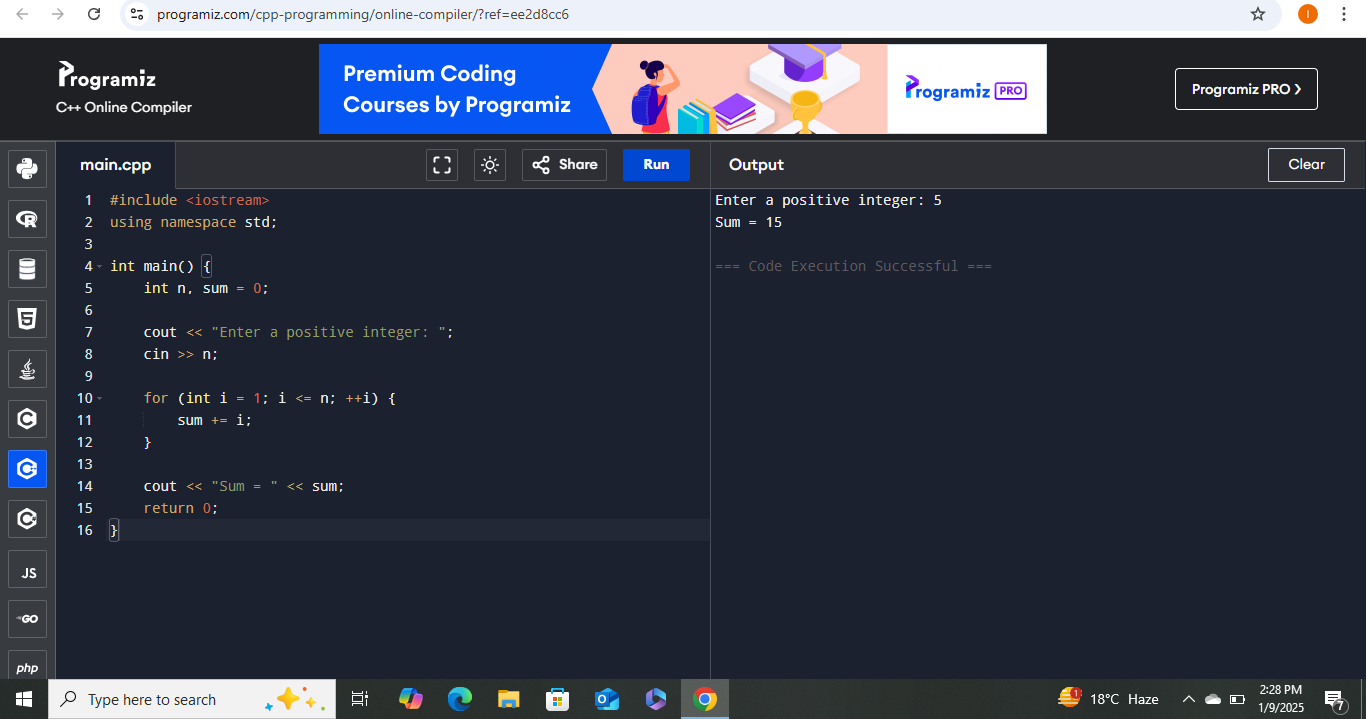 programiz.com/cpp-programming/online-compiler/?ref=ee2d8cc6
I
Programiz
C++ Online Compiler
Premium Coding
Courses by Programiz
Programiz PRO
Programiz PRO ›
main.cpp
Share
Run
Output
Clear
1 #include <iostream>
2 using namespace std;
3
4 int main() {
5 int n, sum = 0;
6
7 cout << "Enter a positive integer: ";
8 cin >> n;
9
10 for (int i = 1; i <= n; ++i) {
11 sum += i;
12 }
13
14 cout << "Sum = " << sum;
15 return 0;
16 }
Enter a positive integer: 5
Sum = 15
=== Code Execution Successful ===
R
5
C
C
C
JS
GO
php
Type here to search
1
18°C Haze
2:28 PM
1/9/2025
7